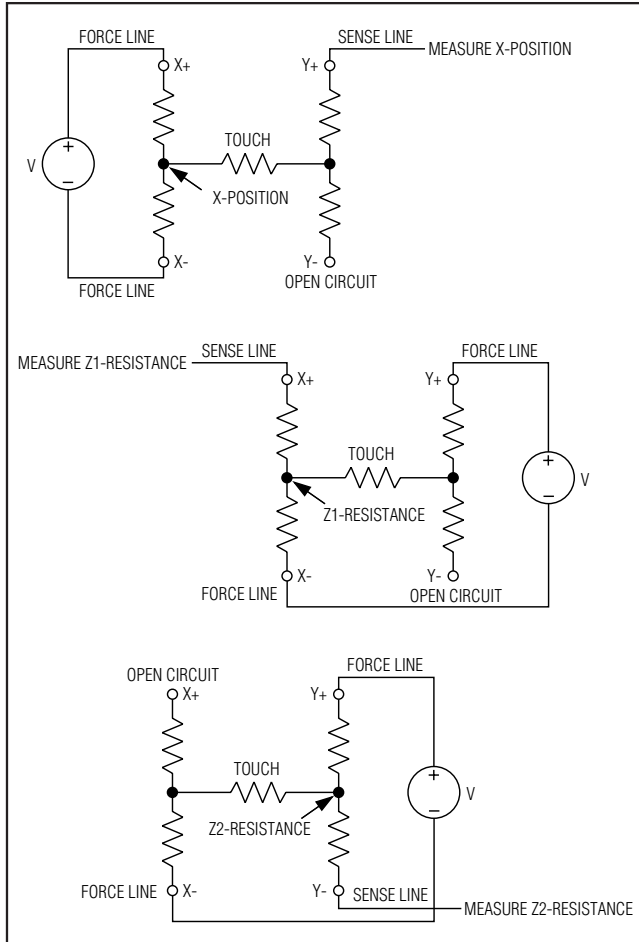 FORCE LINE
SENSE LINE
MEASURE X-POSITION
X+
Y+
TOUCH
V
+
–
X-POSITION
X-
Y-
FORCE LINE
OPEN CIRCUIT
MEASURE Z1-RESISTANCE
SENSE LINE
FORCE LINE
X+
Y+
TOUCH
+
–
V
Z1-RESISTANCE
X-
Y-
FORCE LINE
OPEN CIRCUIT
OPEN CIRCUIT
FORCE LINE
X+
Y+
TOUCH
+
–
V
Z2-RESISTANCE
FORCE LINE
X-
Y-
SENSE LINE
MEASURE Z2-RESISTANCE